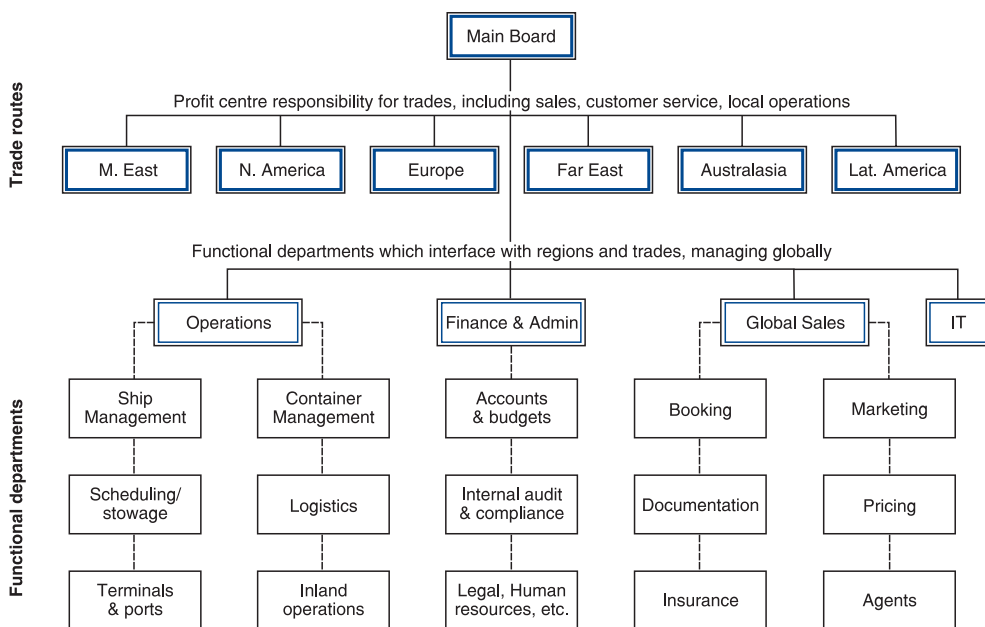 Main Board
Trade routes
Profit centre responsibility for trades, including sales, customer service, local operations
M. East
N. America
Europe
Far East
Australasia
Lat. America
Functional departments which interface with regions and trades, managing globally
Functional departments
Operations
Finance & Admin
Global Sales
IT
Ship
Management
Container
Management
Accounts
& budgets
Booking
Marketing
Scheduling/
stowage
Logistics
Internal audit
& compliance
Documentation
Pricing
Terminals
& ports
Inland
operations
Legal, Human
resources, etc.
Insurance
Agents